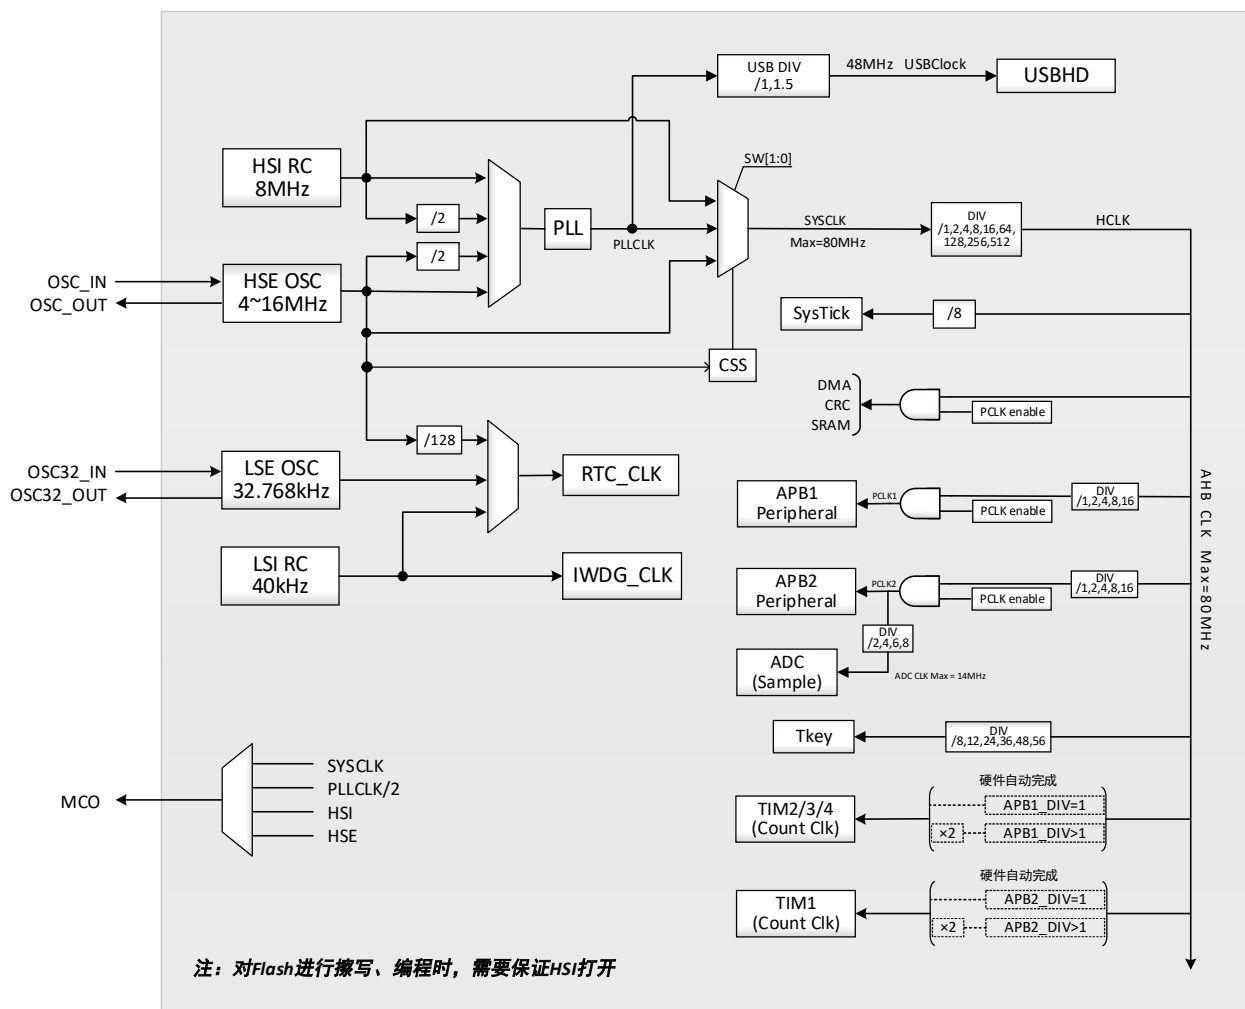 USB DIV
/1,1.5
48MHz USBClock
USBHD
HSI RC
8MHz
SW[1:0]
/2
PLL
PLLCLK
SYSCLK
Max=80MHz
DIV
/1,2,4,8,16,64,
128,256,512
HCLK
/2
OSC_IN
OSC_OUT
HSE OSC
4~16MHz
SysTick
/8
CSS
DMA
CRC
SRAM
PCLK enable
/128
OSC32_IN
OSC32_OUT
LSE OSC
32.768kHz
RTC_CLK
AHB CLK Max=80MHz
APB1
Peripheral
PCLK1
PCLK enable
DIV
/1,2,4,8,16
LSI RC
40kHz
IWDG_CLK
APB2
Peripheral
PCLK2
PCLK enable
DIV
/1,2,4,8,16
DIV
/2,4,6,8
ADC
(Sample)
ADC CLK Max = 14MHz
Tkey
DIV
/8,12,24,36,48,56
MCO
SYSCLK
PLLCLK/2
HSI
HSE
硬件自动完成
TIM2/3/4
(Count Clk)
APB1_DIV=1
×2
APB1_DIV>1
硬件自动完成
TIM1
(Count Clk)
APB2_DIV=1
×2
APB2_DIV>1
注：对Flash进行擦写、编程时，需要保证HSI打开